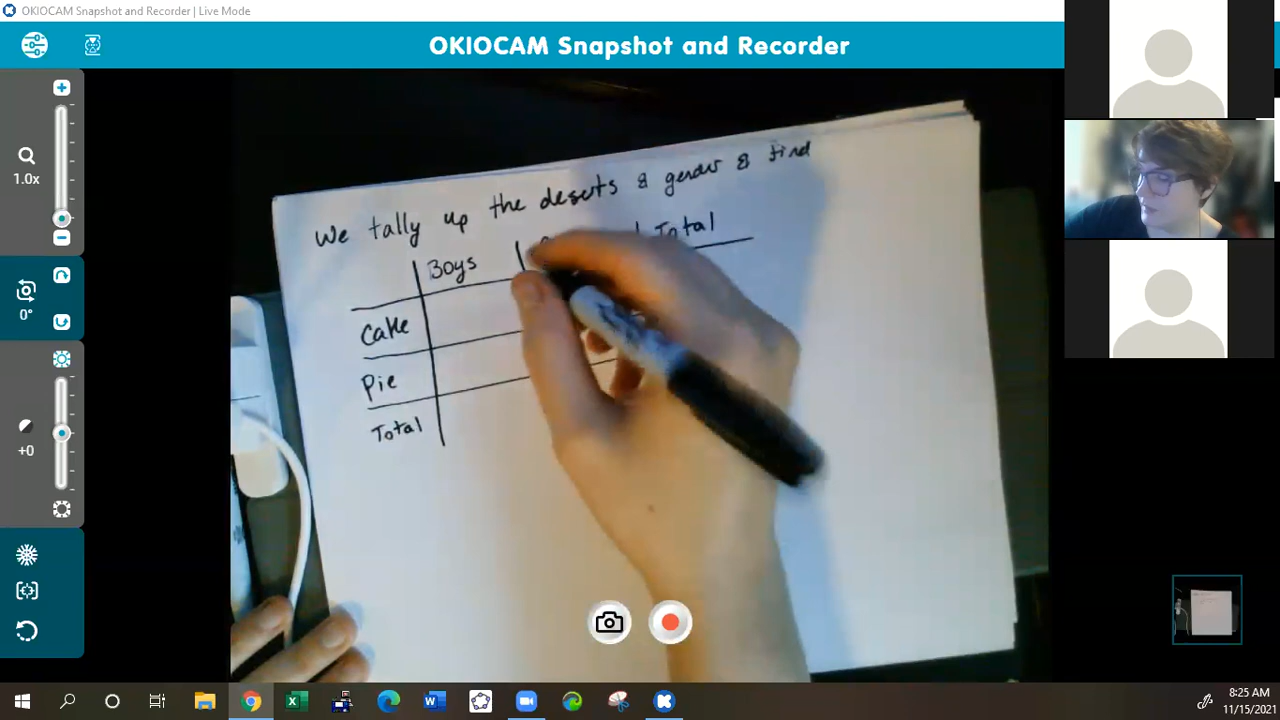 OKIOCAM Snapshot and Recorder | Live Mode
OKIOCAM Snapshot and Recorder
1.0x
0°
+0
We tally up the deserts & gender & find
Boys Total
Cake
Pie
Total
8:25 AM
11/15/2021